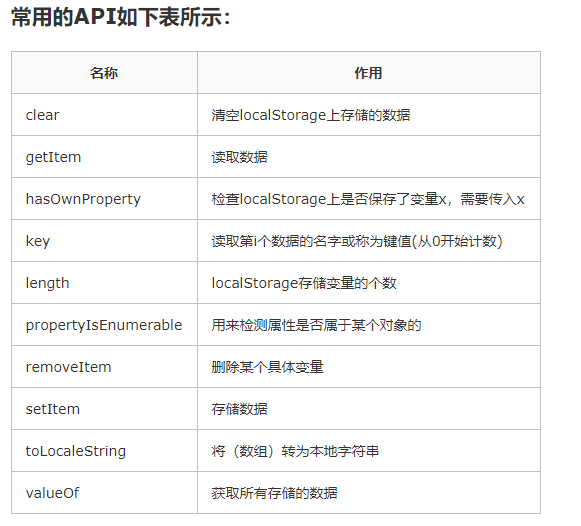 常用的API如下表所示：
名称 作用
clear 清空localStorage上存储的数据
getItem 读取数据
hasOwnProperty 检查localStorage上是否保存了变量x，需要传入x
key 读取第i个数据的名字或称为键值(从0开始计数)
length localStorage存储变量的个数
propertyIsEnumerable 用来检测属性是否属于某个对象的
removeItem 删除某个具体变量
setItem 存储数据
toLocaleString 将（数组）转为本地字符串
valueOf 获取所有存储的数据